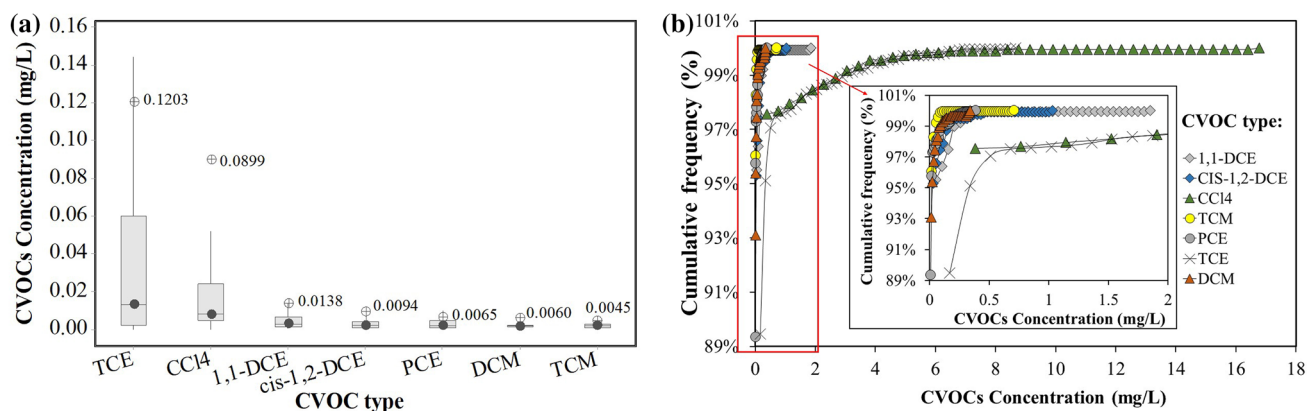 (a)
CVOCs Concentration (mg/L)
0.16
0.14
0.12
0.10
0.08
0.06
0.04
0.02
0.00
0.1203
0.0899
0.0138
0.0094
0.0065
0.0060
0.0045
TCE
CCl4
1,1-DCE
cis-1,2-DCE
PCE
DCM
TCM
CVOC type
(b)
Cumulative frequency (%)
101%
99%
97%
95%
93%
91%
89%
0 2 4 6 8 10 12 14 16 18
CVOCs Concentration (mg/L)
Cumulative frequency (%)
101%
99%
97%
95%
93%
91%
89%
0 0.5 1 1.5 2
CVOCs Concentration (mg/L)
CVOC type:
1,1-DCE
CIS-1,2-DCE
CCl4
TCM
PCE
TCE
DCM